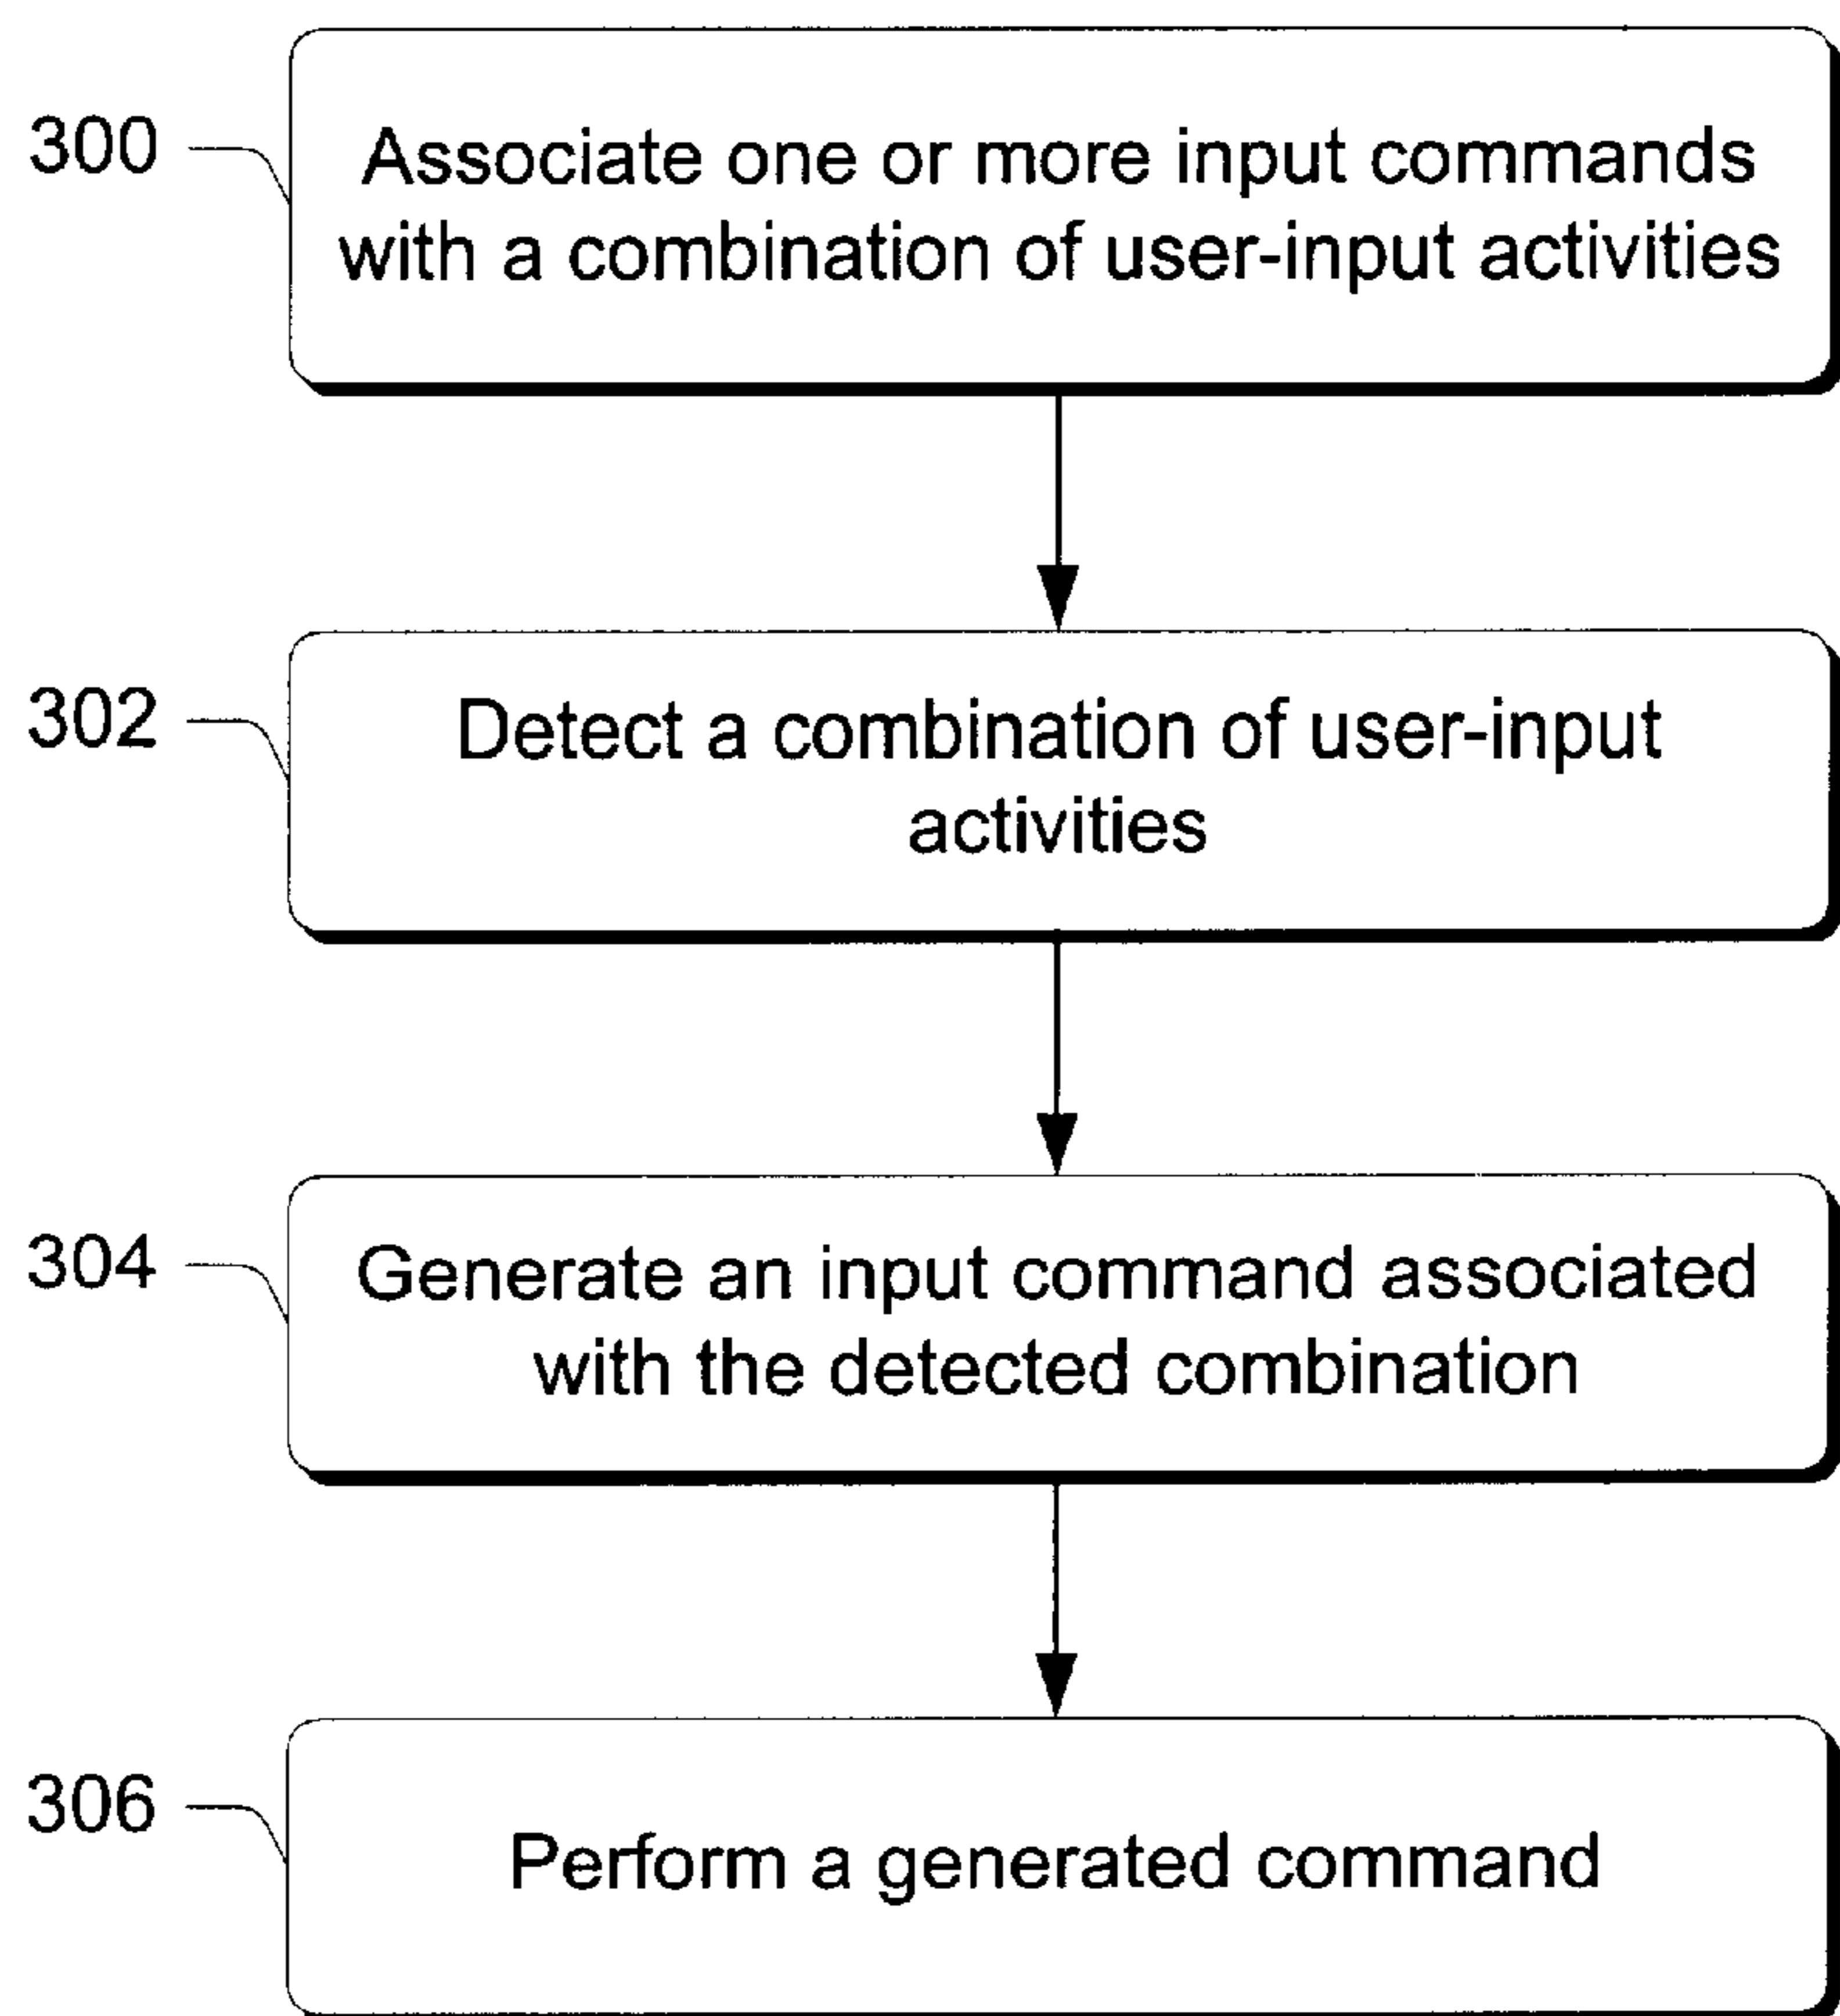 300
Associate one or more input commands
with a combination of user-input activities
302
Detect a combination of user-input
activities
304
Generate an input command associated
with the detected combination
306
Perform a generated command